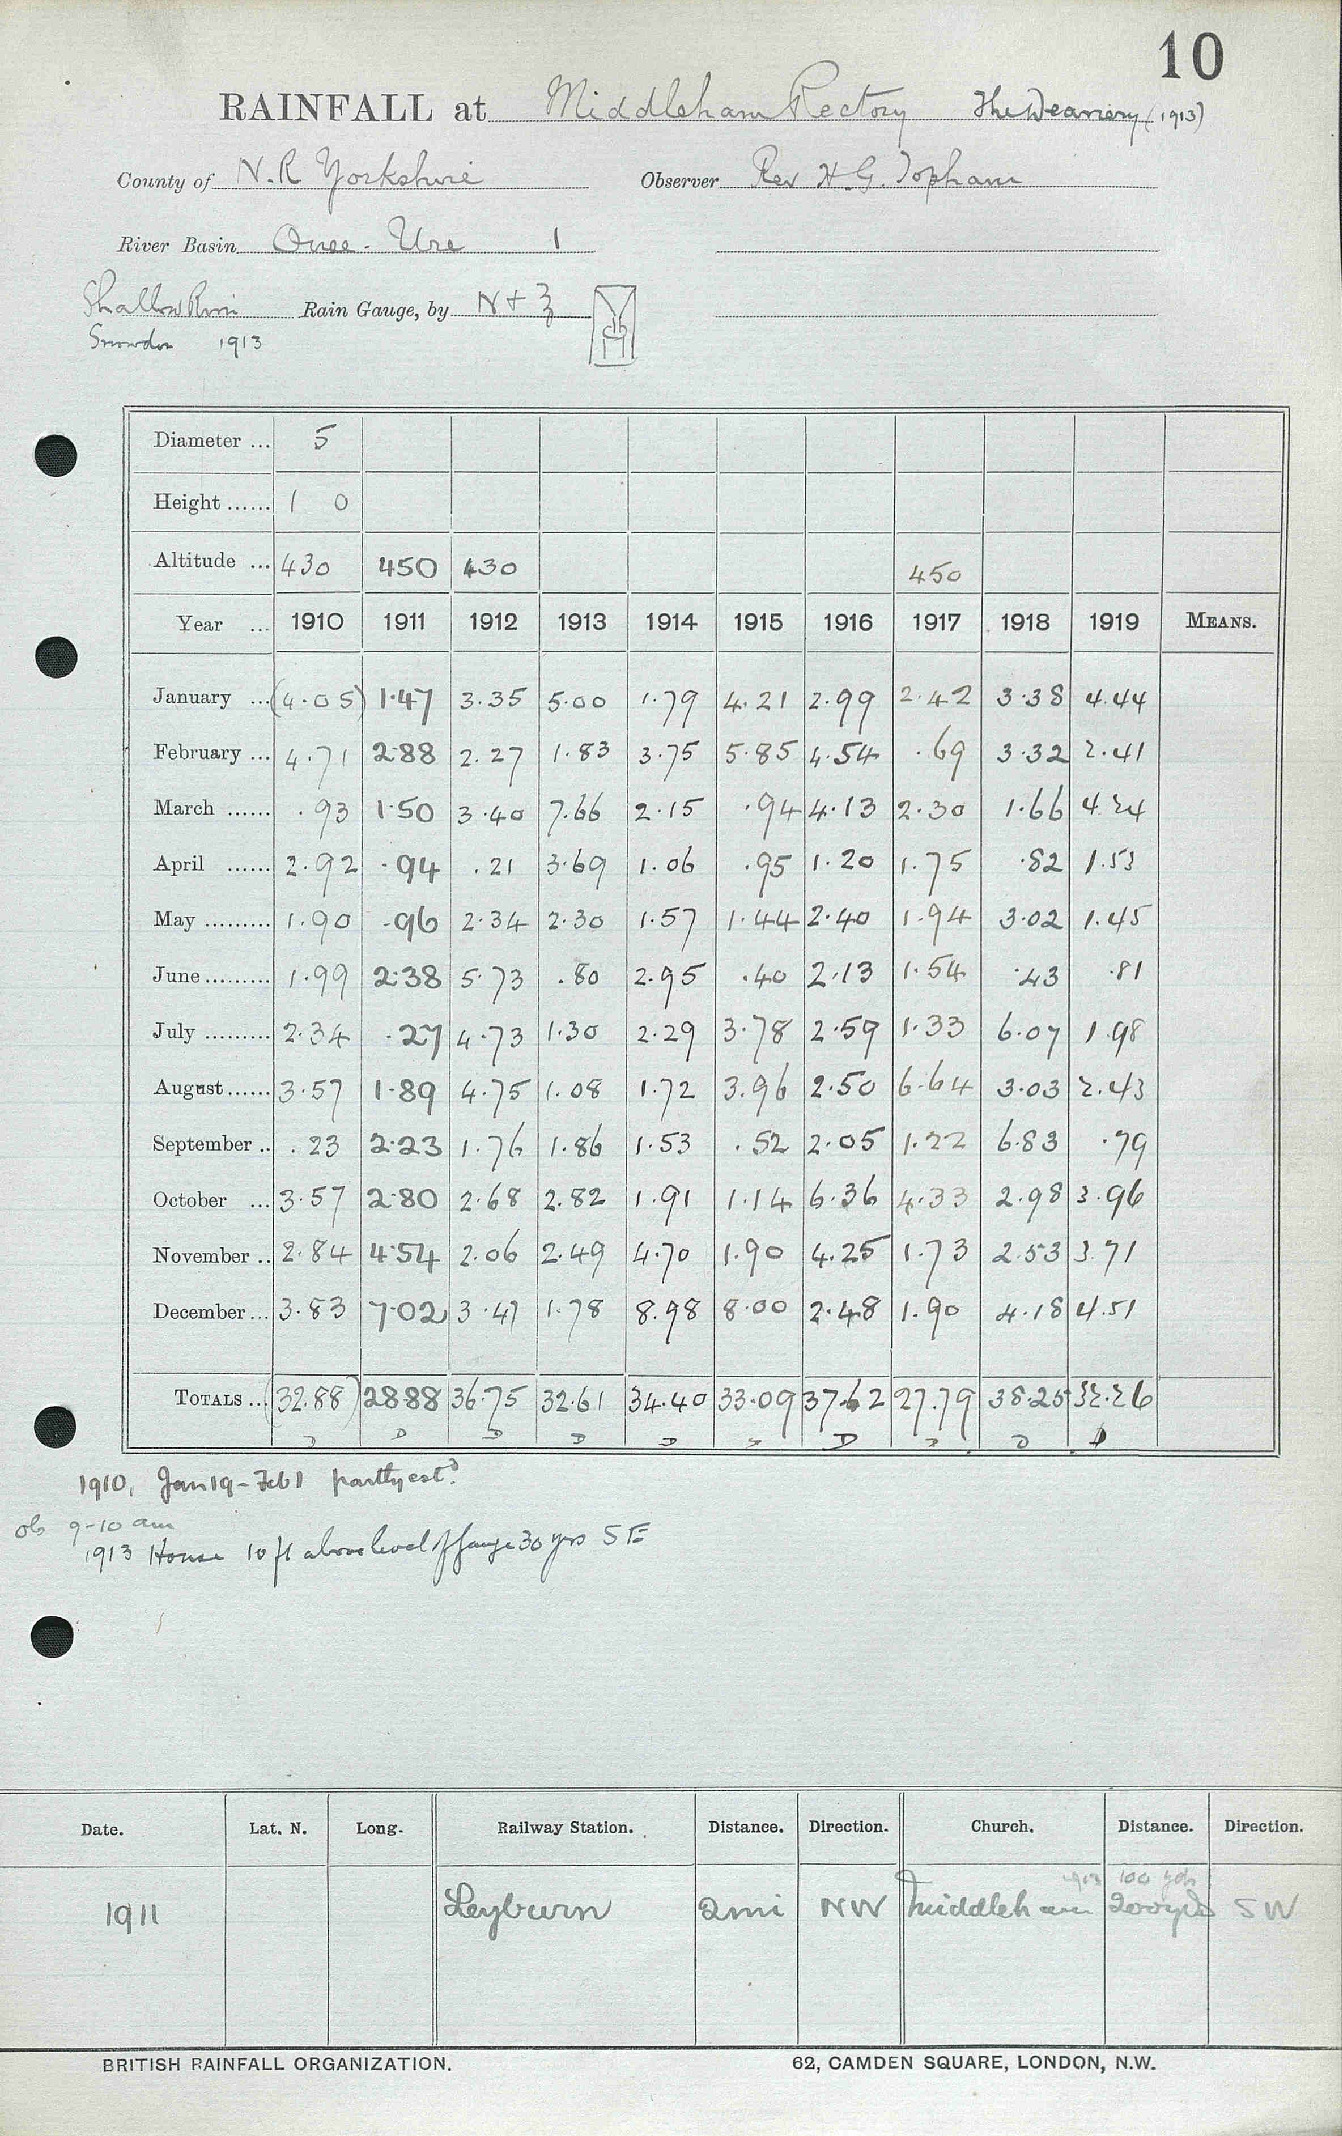 10
RAINFALL at Middleham Rectory The Deanery (1913)
County of N.R Yorkshire Observer Rev H.G. Topham
River Basin Ouse - Ure 1
Shallow Rim Rain Gauge, by N + Z
Snowdon 1913
Diameter ... 5
Height ...... 1 0
Altitude ... 430 450 430 450
Year ... 1910 1911 1912 1913 1914 1915 1916 1917 1918 1919 MEANS.
January ... (4.05) 1.47 3.35 5.00 1.79 4.21 2.99 2.42 3.38 4.44
February ... 4.71 2.88 2.27 1.83 3.75 5.85 4.54 .69 3.32 2.41
March ...... .93 1.50 3.40 7.66 2.15 .94 4.13 2.30 1.66 4.24
April ...... 2.92 .94 .21 3.69 1.06 .95 1.20 1.75 .82 1.53
May ......... 1.90 .96 2.34 2.30 1.57 1.44 2.40 1.94 3.02 1.45
June ......... 1.99 2.38 5.73 .80 2.95 .40 2.13 1.54 .43 .81
July ......... 2.34 .27 4.73 1.30 2.29 3.78 2.59 1.33 6.07 1.98
August ...... 3.57 1.89 4.75 1.08 1.72 3.96 2.50 6.64 3.03 2.43
September .. .23 2.23 1.76 1.86 1.53 .52 2.05 1.22 6.83 .79
October ... 3.57 2.80 2.68 2.82 1.91 1.14 6.36 4.33 2.98 3.96
November .. 2.84 4.54 2.06 2.49 4.70 1.90 4.25 1.73 2.53 3.71
December ... 3.83 7.02 3.47 1.78 8.98 8.00 2.48 1.90 4.18 4.51
TOTALS ... (32.88) 28.88 36.75 32.61 34.40 33.09 37.62 27.79 38.25 32.26
D D D D D D D D D D
1910, Jan 19 - Feb 1 partly estd.
ob 9-10 am
1913 House 10 ft above level of gauge 30 yds SE
Date. Lat. N. Long. Railway Station. Distance. Direction. Church. Distance. Direction.
1913 100 yds
1911 Leyburn 2mi NW Middleham 200yds SW
BRITISH RAINFALL ORGANIZATION. 62, CAMDEN SQUARE, LONDON, N.W.